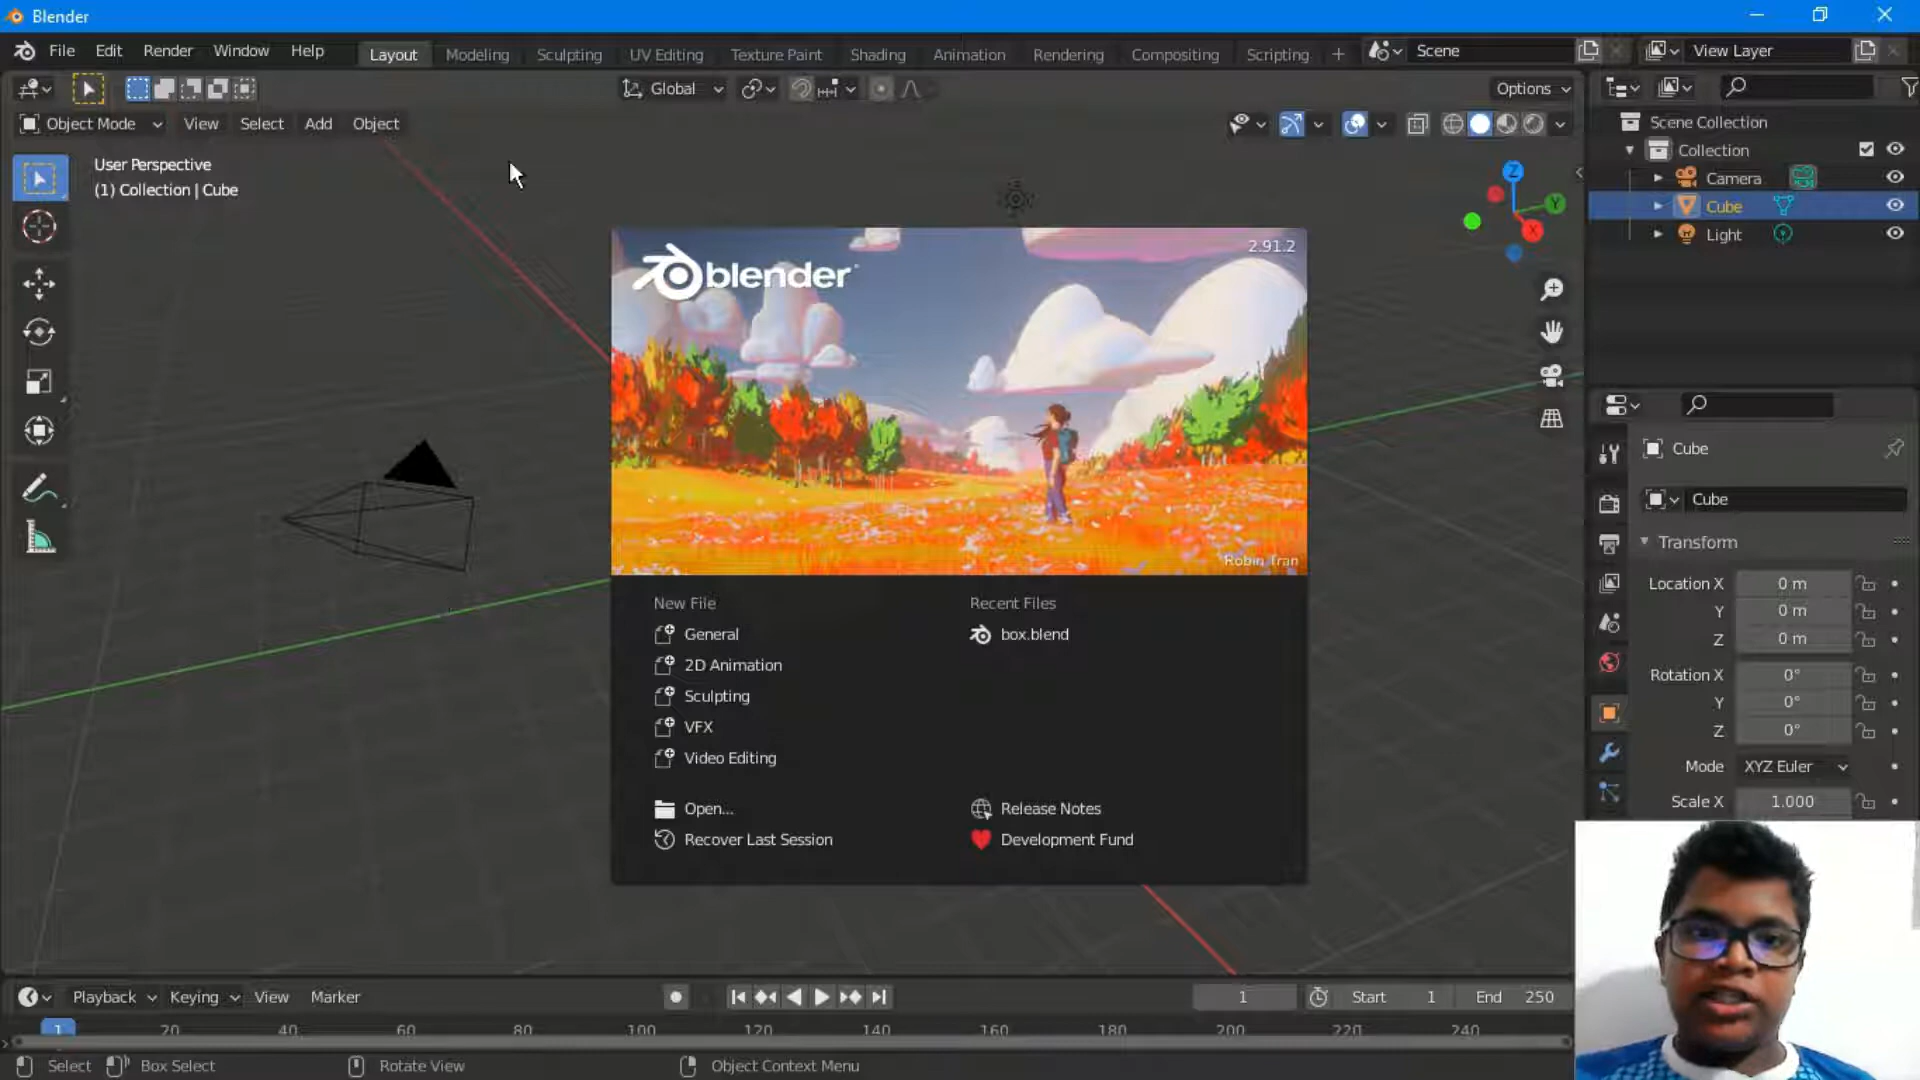 Blender
File Edit Render Window Help Layout Modeling Sculpting UV Editing Texture Paint Shading Animation Rendering Compositing Scripting + Scene View Layer
Global Options
Object Mode View Select Add Object
User Perspective
(1) Collection | Cube
Z
Y
X
Scene Collection
Collection
Camera
Cube
Light
blender
2.91.2
Robin Tran
New File
General
2D Animation
Sculpting
VFX
Video Editing
Open...
Recover Last Session
Recent Files
box.blend
Release Notes
Development Fund
Cube
Cube
Transform
Location X 0 m
Y 0 m
Z 0 m
Rotation X 0°
Y 0°
Z 0°
Mode XYZ Euler
Scale X 1.000
Playback Keying View Marker 1 Start 1 End 250
1 20 40 60 80 100 120 140 160 180 200 220 240
Select Box Select Rotate View Object Context Menu